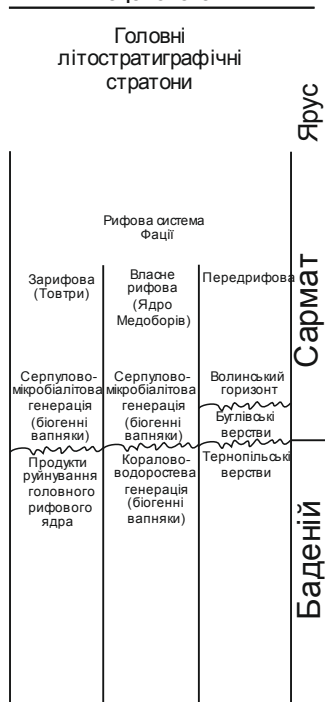 Головні
літостратиграфічні
стратони
Ярус
Рифова система
Фації
Зарифова
(Товтри)
Власне
рифова
(Ядро
Медоборів)
Передрифова
Сармат
Серпулово-
мікробіалітова
генерація
(біогенні
вапняки)
Серпулово-
мікробіалітова
генерація
(біогенні
вапняки)
Волинський
горизонт
Буглівські
верстви
Продукти
руйнування
головного
рифового
ядра
Коралово-
водоростева
генерація
(біогенні
вапняки)
Тернопільські
верстви
Баденій